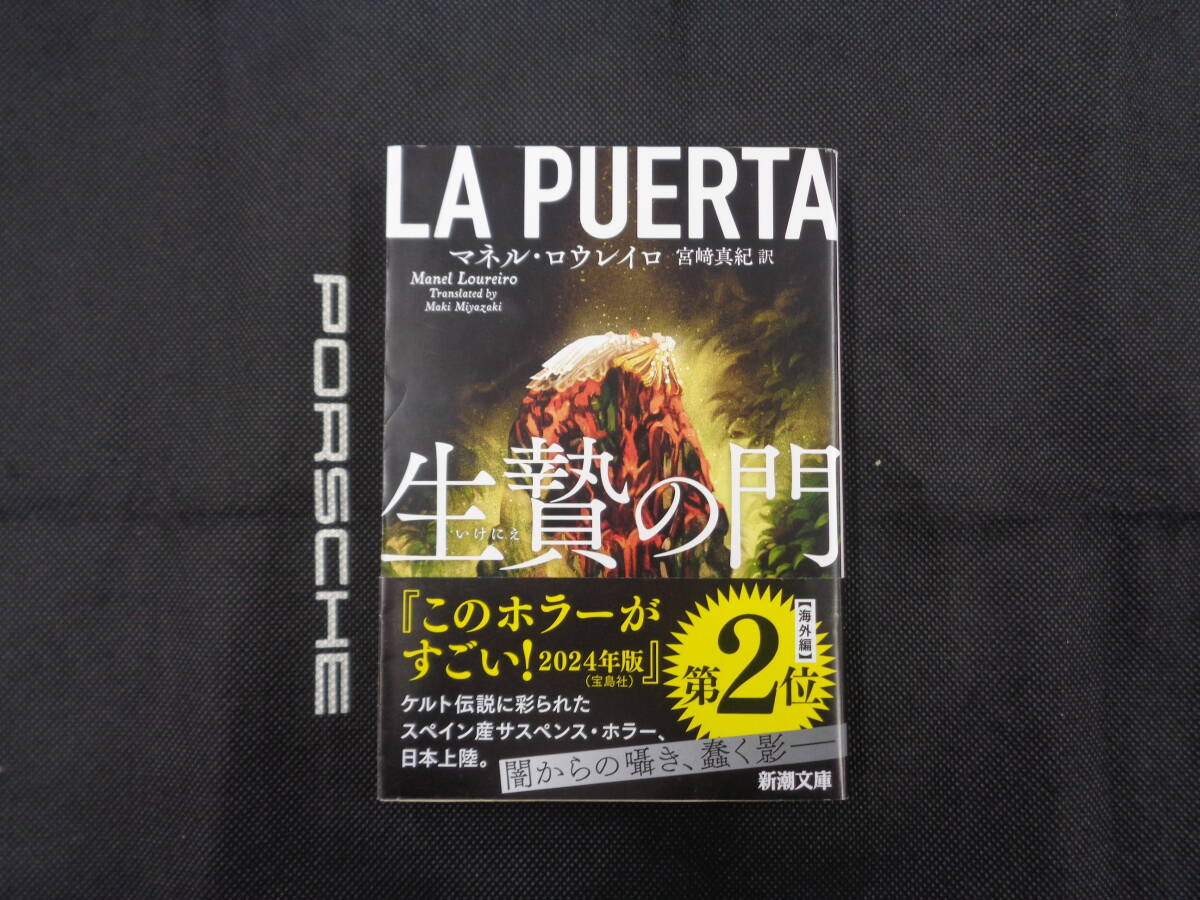 LA PUERTA
マネル・ロウレイロ 宮﨑真紀 訳
Manel Loureiro
Translated by
Maki Miyazaki
PORSCHE
生贄の門
いけにえ
『このホラーが
すごい!2024年版』
(宝島社)
【海外編】
第2位
ケルト伝説に彩られた
スペイン産サスペンス・ホラー、
日本上陸。
闇からの囁き、蠢く影―
新潮文庫